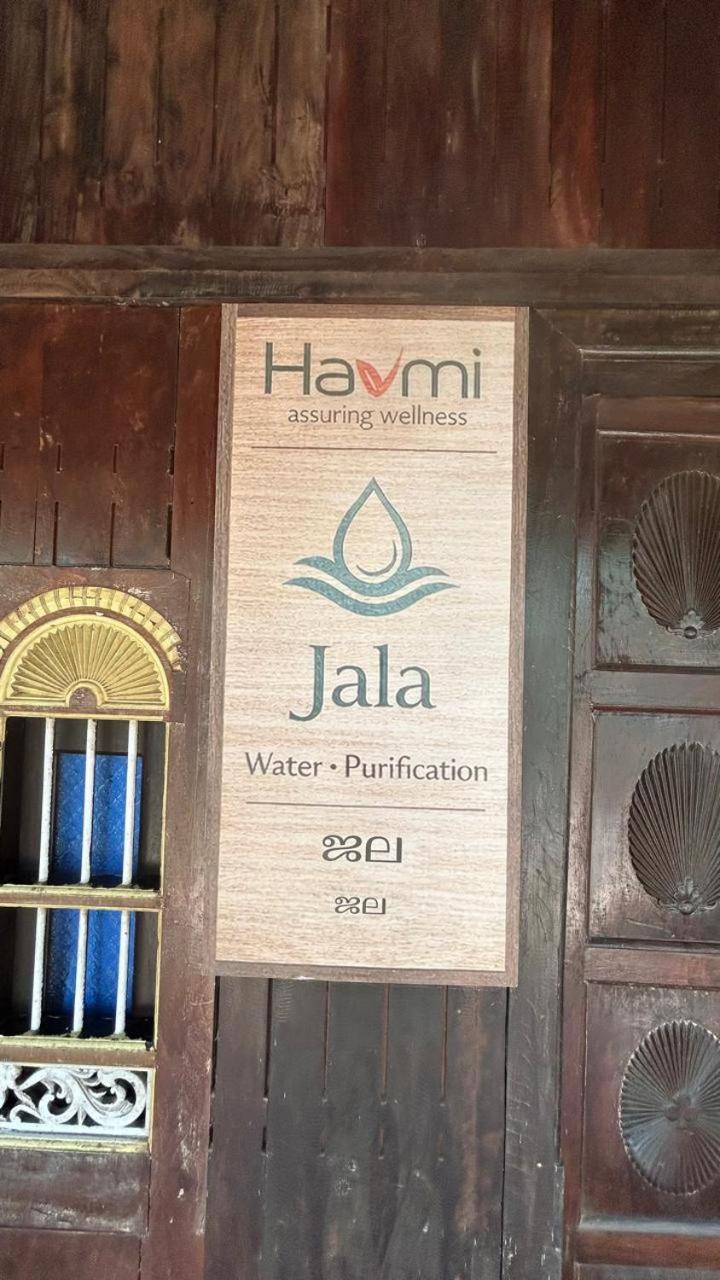 Havmi
assuring wellness
Jala
Water • Purification
ജല
ജല